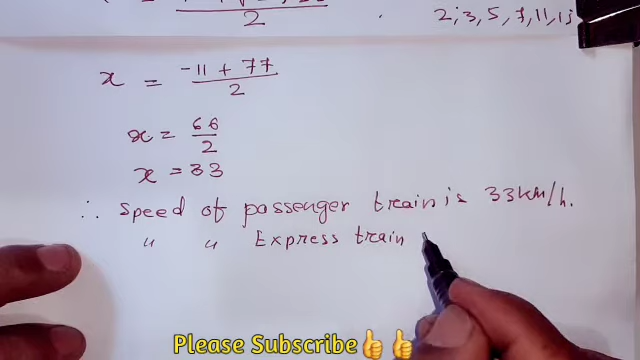 2
2,3,5,7,11,1
x = -11 + 77 / 2
x = 66 / 2
x = 33
∴ Speed of passenger train is 33km/h.
" " Express train
Please Subscribe👍👍